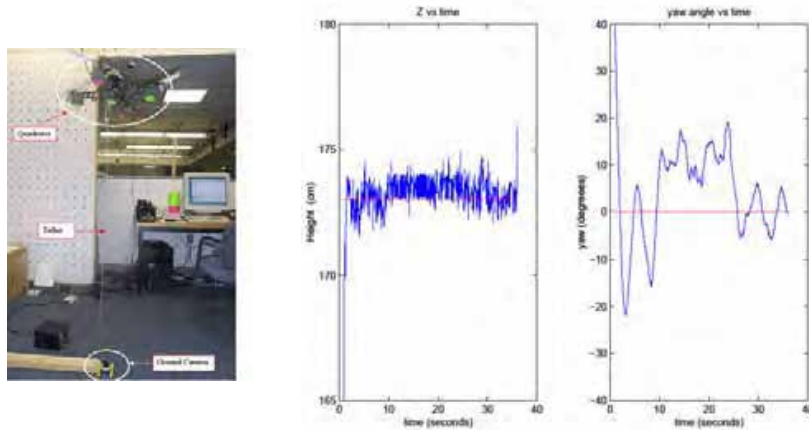 Quadrotor
Tether
Ground Camera
Z vs time
180
175
170
165
Height (cm)
0
10
20
30
40
time (seconds)
yaw angle vs time
40
30
20
10
0
-10
-20
-30
-40
yaw (degrees)
0
10
20
30
40
time (seconds)